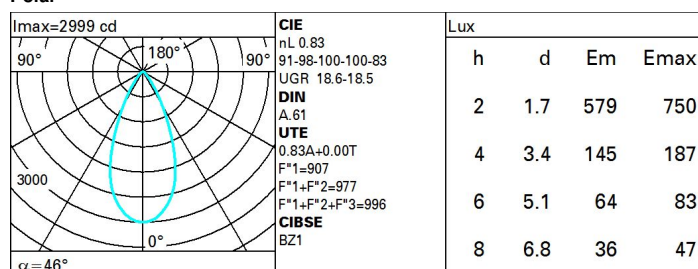 Imax=2999 cd
90°
180°
90°
3000
0°
α=46°
CIE
nL 0.83
91-98-100-100-83
UGR 18.6-18.5
DIN
A.61
UTE
0.83A+0.00T
F"1=907
F"1+F"2=977
F"1+F"2+F"3=996
CIBSE
BZ1
Lux
h d Em Emax
2 1.7 579 750
4 3.4 145 187
6 5.1 64 83
8 6.8 36 47